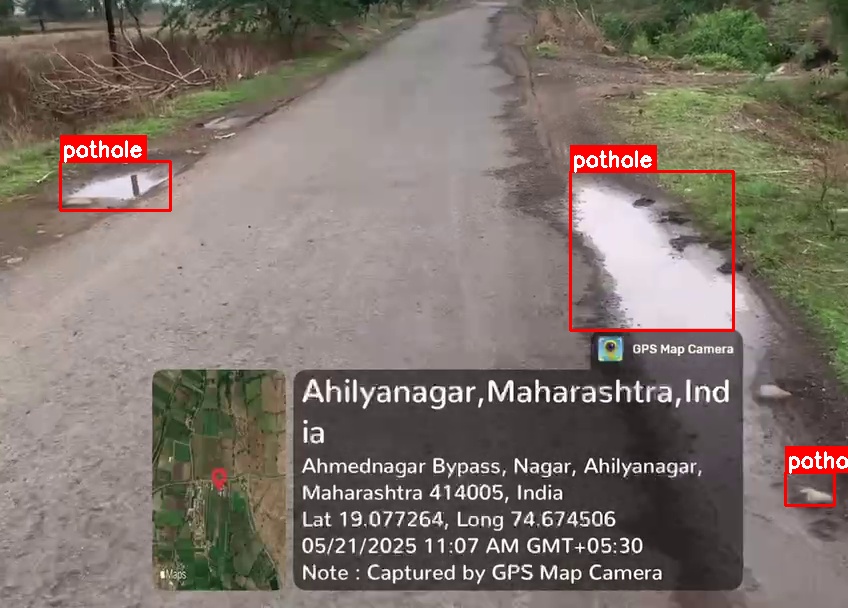 pothole
pothole
GPS Map Camera
Ahilyanagar,Maharashtra,Ind
ia
Ahmednagar Bypass, Nagar, Ahilyanagar,
Maharashtra 414005, India
Lat 19.077264, Long 74.674506
05/21/2025 11:07 AM GMT+05:30
Note : Captured by GPS Map Camera
potho
Maps